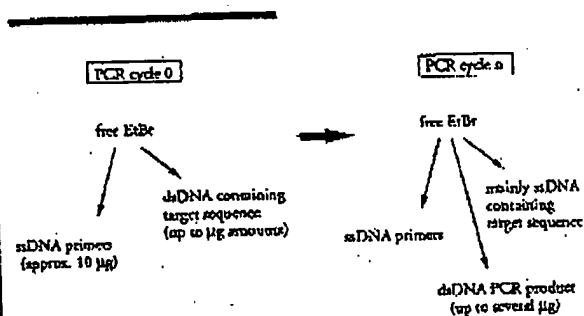 PCR cycle 0
free EtBr
ssDNA primers
(approx. 10 µg)
dsDNA containing
target sequence
(up to µg amounts)
PCR cycle n
free EtBr
ssDNA primers
mainly ssDNA
containing
target sequence
dsDNA PCR product
(up to several µg)